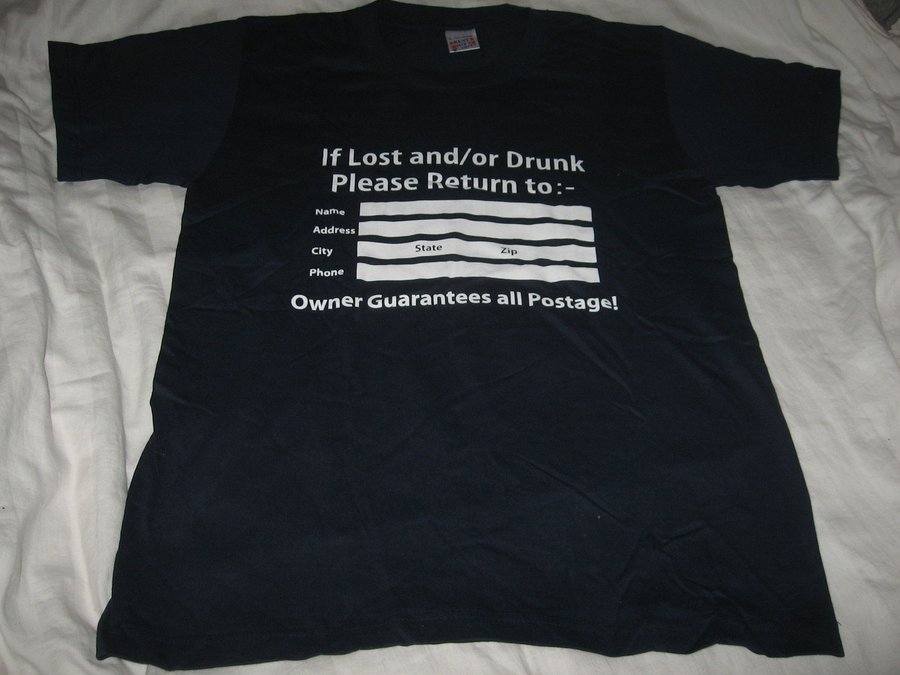 If Lost and/or Drunk
Please Return to:-
Name
Address
City State Zip
Phone
Owner Guarantees all Postage!